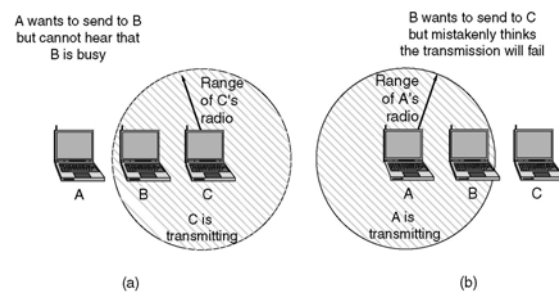 A wants to send to B
but cannot hear that
B is busy
Range
of C's
radio
A
B
C
C is
transmitting
(a)
B wants to send to C
but mistakenly thinks
the transmission will fail
Range
of A's
radio
A
B
C
A is
transmitting
(b)